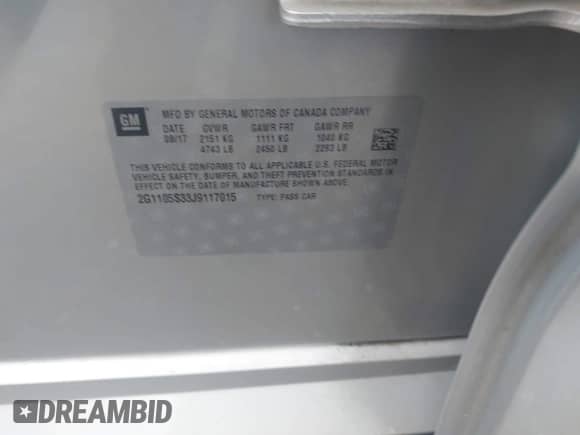 GM
MFD BY GENERAL MOTORS OF CANADA COMPANY
DATE GVWR GAWR FRT GAWR RR
09/17 2151 KG 1111 KG 1040 KG
4743 LB 2450 LB 2293 LB
THIS VEHICLE CONFORMS TO ALL APPLICABLE U.S. FEDERAL MOTOR
VEHICLE SAFETY, BUMPER, AND THEFT PREVENTION STANDARDS IN
EFFECT ON THE DATE OF MANUFACTURE SHOWN ABOVE.
2G1105S33J9117015 TYPE: PASS CAR
DREAMBID